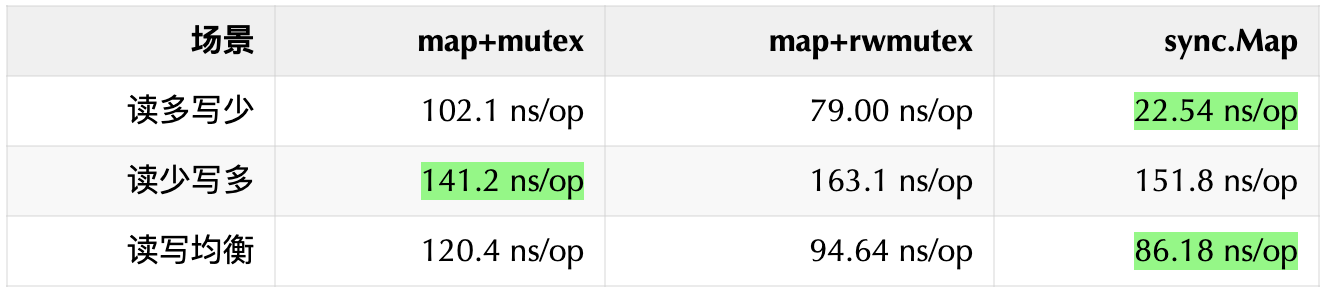 场景 map+mutex map+rwmutex sync.Map
读多写少 102.1 ns/op 79.00 ns/op 22.54 ns/op
读少写多 141.2 ns/op 163.1 ns/op 151.8 ns/op
读写均衡 120.4 ns/op 94.64 ns/op 86.18 ns/op